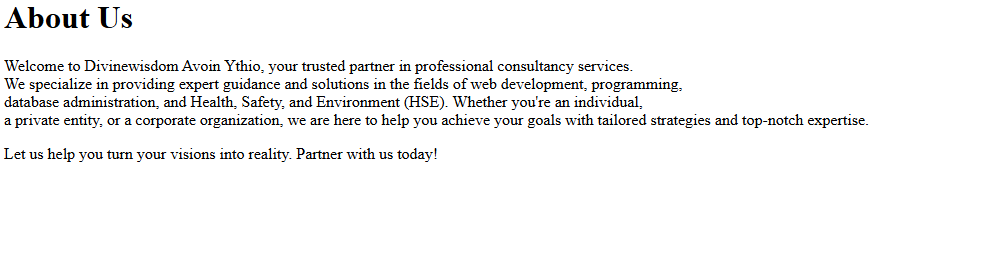 About Us
Welcome to Divinewisdom Avoin Ythio, your trusted partner in professional consultancy services.
We specialize in providing expert guidance and solutions in the fields of web development, programming,
database administration, and Health, Safety, and Environment (HSE). Whether you're an individual,
a private entity, or a corporate organization, we are here to help you achieve your goals with tailored strategies and top-notch expertise.
Let us help you turn your visions into reality. Partner with us today!